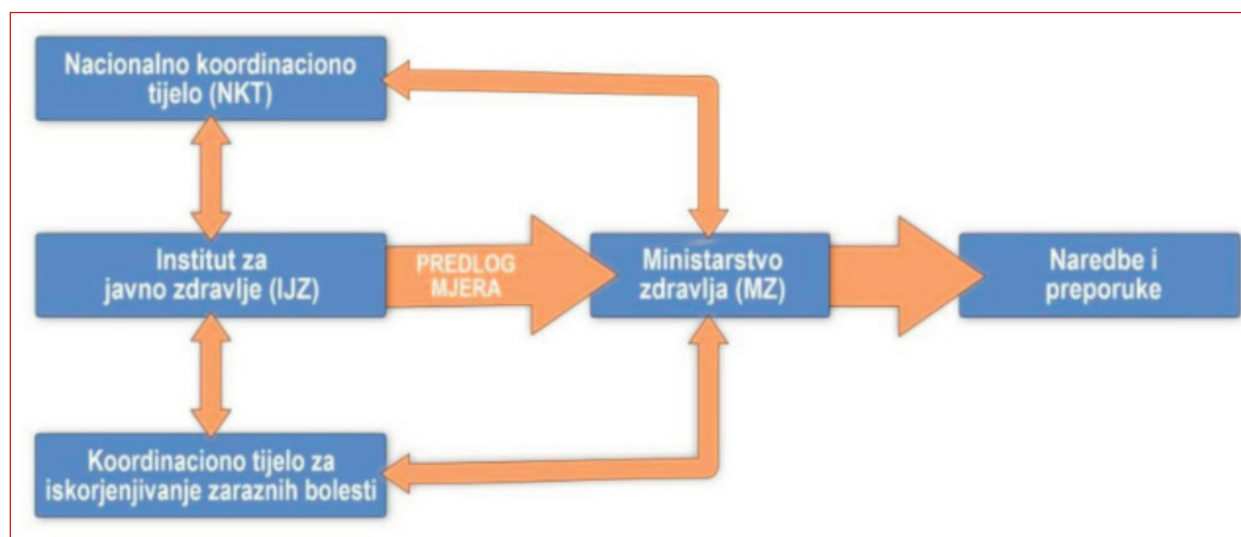 Nacionalno koordinaciono
tijelo (NKT)
Institut za
javno zdravlje (IJZ)
PREDLOG
MJERA
Ministarstvo
zdravlja (MZ)
Naredbe i
preporuke
Koordinaciono tijelo za
iskorjenjivanje zaraznih bolesti